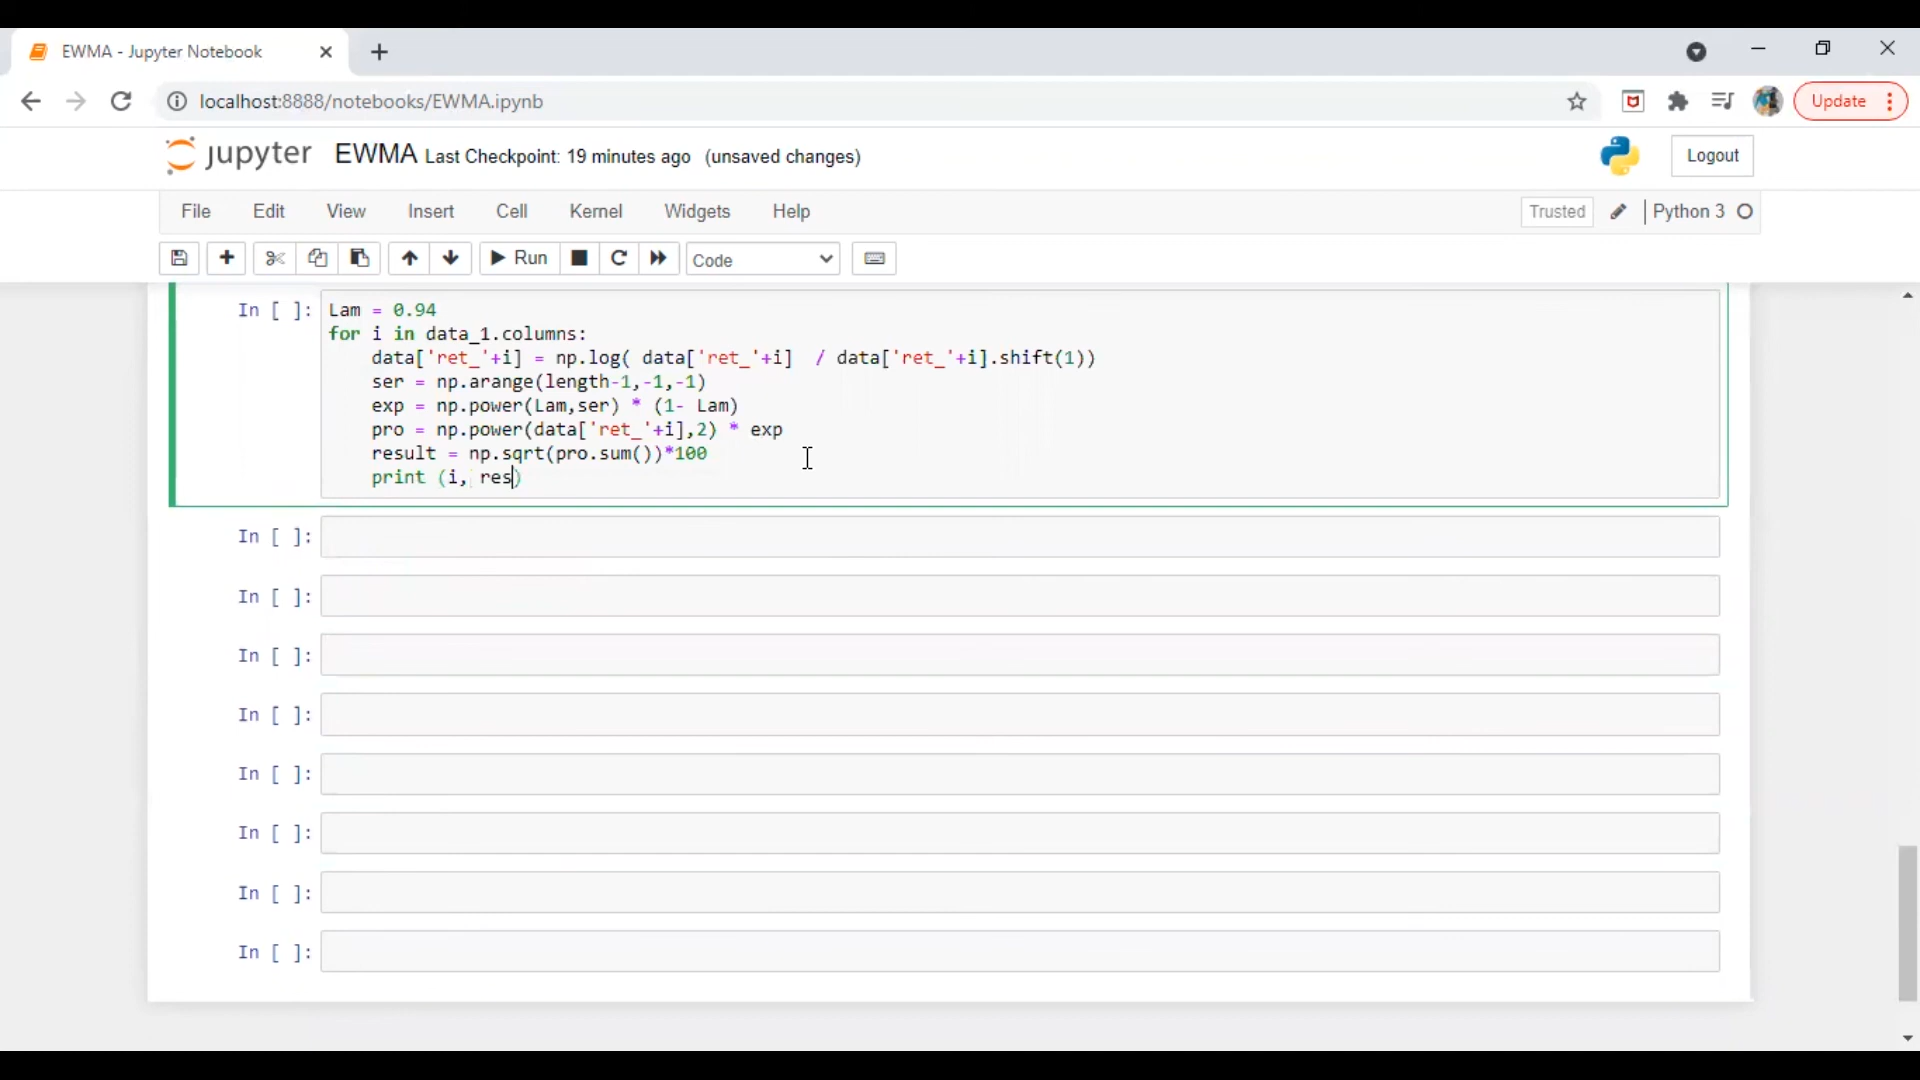 EWMA - Jupyter Notebook
localhost:8888/notebooks/EWMA.ipynb
Update
jupyter EWMA Last Checkpoint: 19 minutes ago (unsaved changes)
Logout
File Edit View Insert Cell Kernel Widgets Help
Trusted Python 3
Run Code
In [ ]: Lam = 0.94
for i in data_1.columns:
    data['ret_'+i] = np.log( data['ret_'+i]  / data['ret_'+i].shift(1))
    ser = np.arange(length-1,-1,-1)
    exp = np.power(Lam,ser) * (1- Lam)
    pro = np.power(data['ret_'+i],2) * exp
    result = np.sqrt(pro.sum())*100
    print (i, res)
In [ ]:
In [ ]:
In [ ]:
In [ ]:
In [ ]:
In [ ]:
In [ ]:
In [ ]: